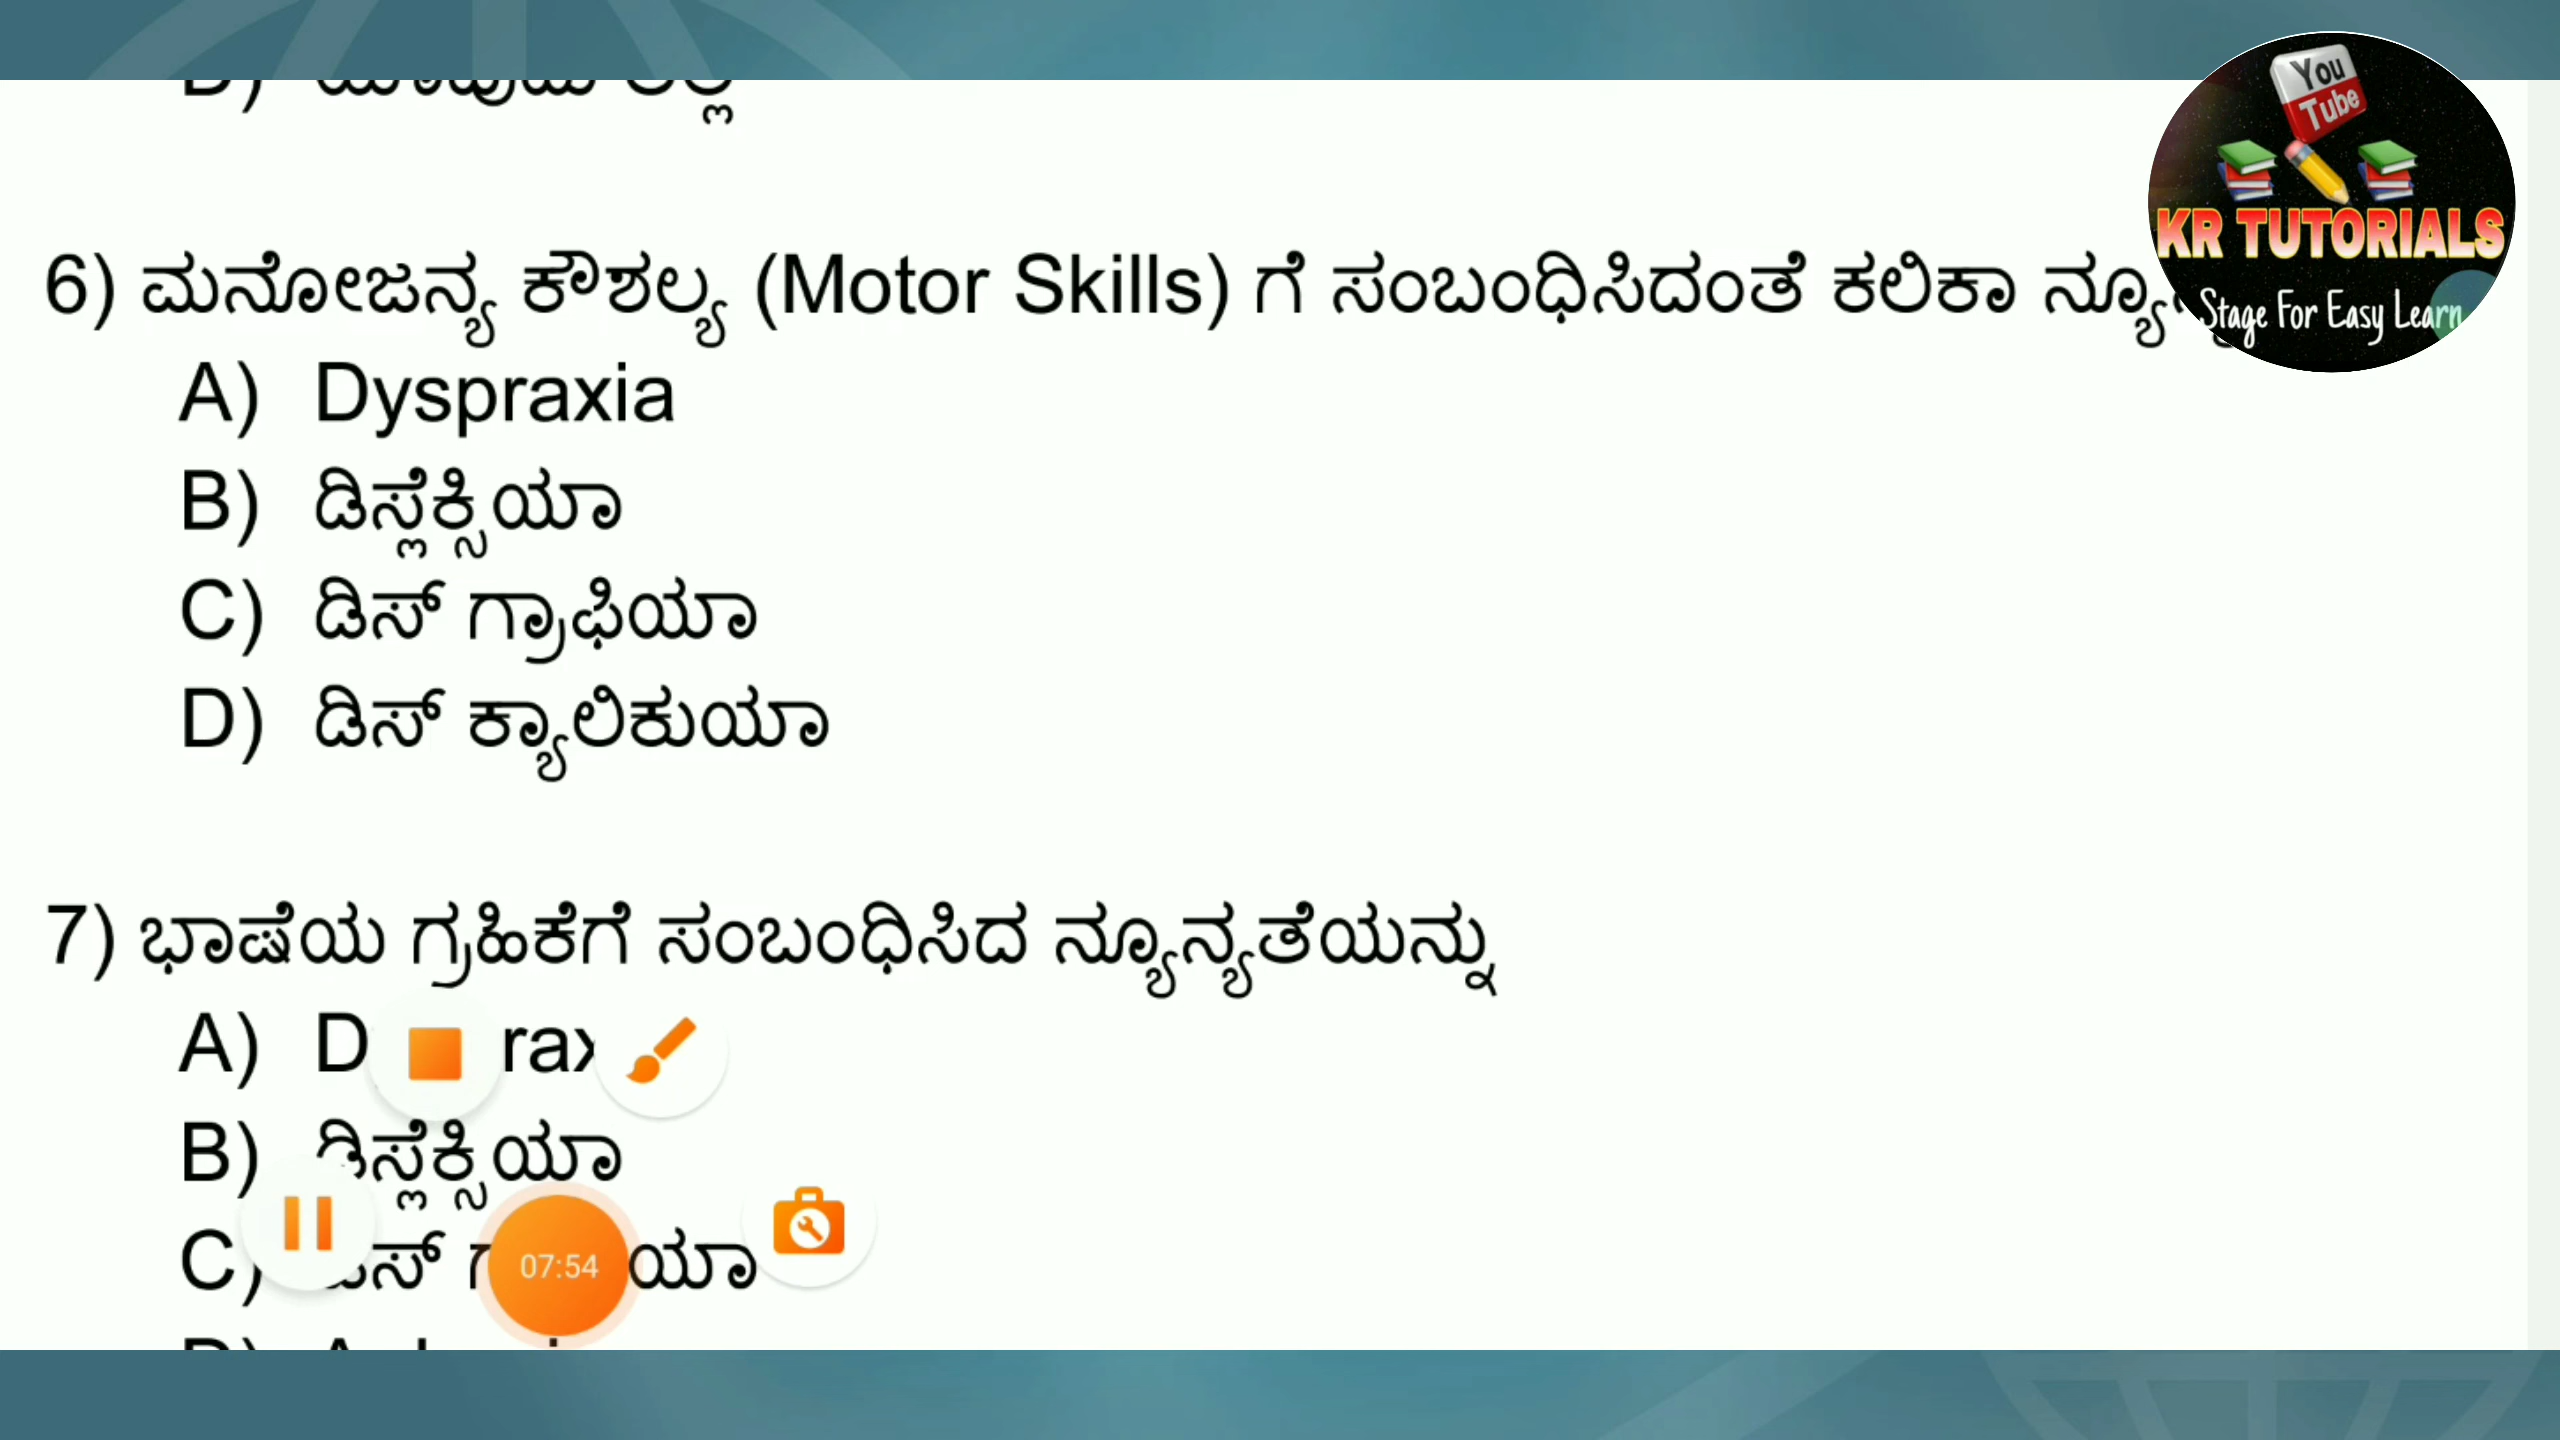 You
Tube
KR TUTORIALS
Stage For Easy Learn
6) ಮನೋಜನ್ಯ ಕೌಶಲ್ಯ (Motor Skills) ಗೆ ಸಂಬಂಧಿಸಿದಂತೆ ಕಲಿಕಾ
A) Dyspraxia
B) ಡಿಸ್ಲೆಕ್ಸಿಯಾ
C) ಡಿಸ್ ಗ್ರಾಫಿಯಾ
D) ಡಿಸ್ ಕ್ಯಾಲಿಕುಯಾ
7) ಭಾಷೆಯ ಗ್ರಹಿಕೆಗೆ ಸಂಬಂಧಿಸಿದ ನ್ಯೂನ್ಯತೆಯನ್ನು
A)
B) ಡಿಸ್ಲೆಕ್ಸಿಯಾ
C)
07:54